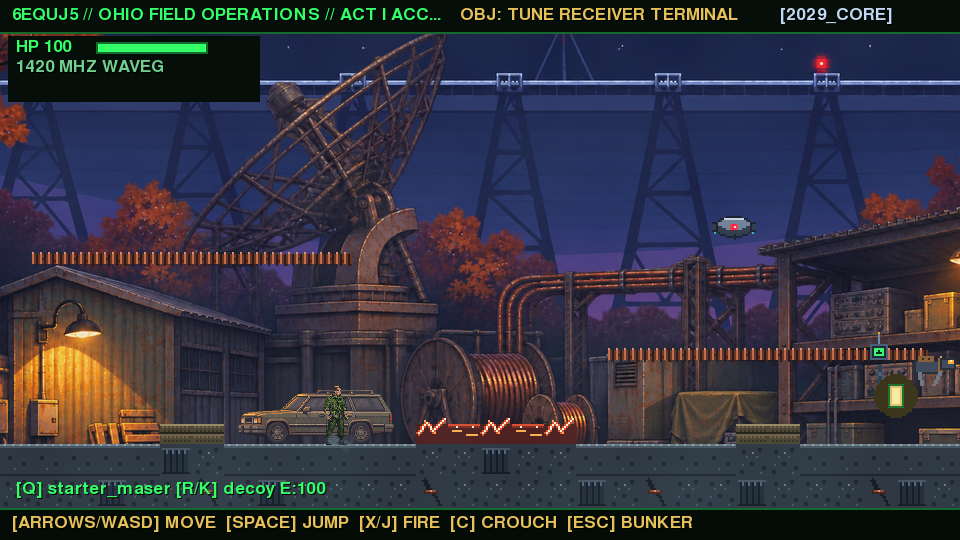 6EQUJ5 // OHIO FIELD OPERATIONS // ACT I ACC... OBJ: TUNE RECEIVER TERMINAL [2029_CORE]
HP 100
1420 MHZ WAVEG
[Q] starter_maser [R/K] decoy E:100
[ARROWS/WASD] MOVE [SPACE] JUMP [X/J] FIRE [C] CROUCH [ESC] BUNKER